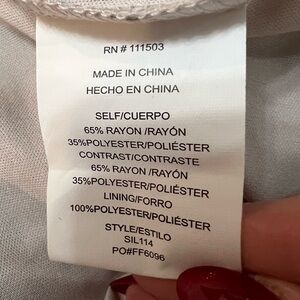 RN # 111503
MADE IN CHINA
HECHO EN CHINA
SELF/CUERPO
65% RAYON /RAYÓN
35%POLYESTER/POLIÉSTER
CONTRAST/CONTRASTE
65% RAYON /RAYÓN
35%POLYESTER/POLIÉSTER
LINING/FORRO
100%POLYESTER/POLIÉSTER
STYLE/ESTILO
SIL114
PO#FF6096